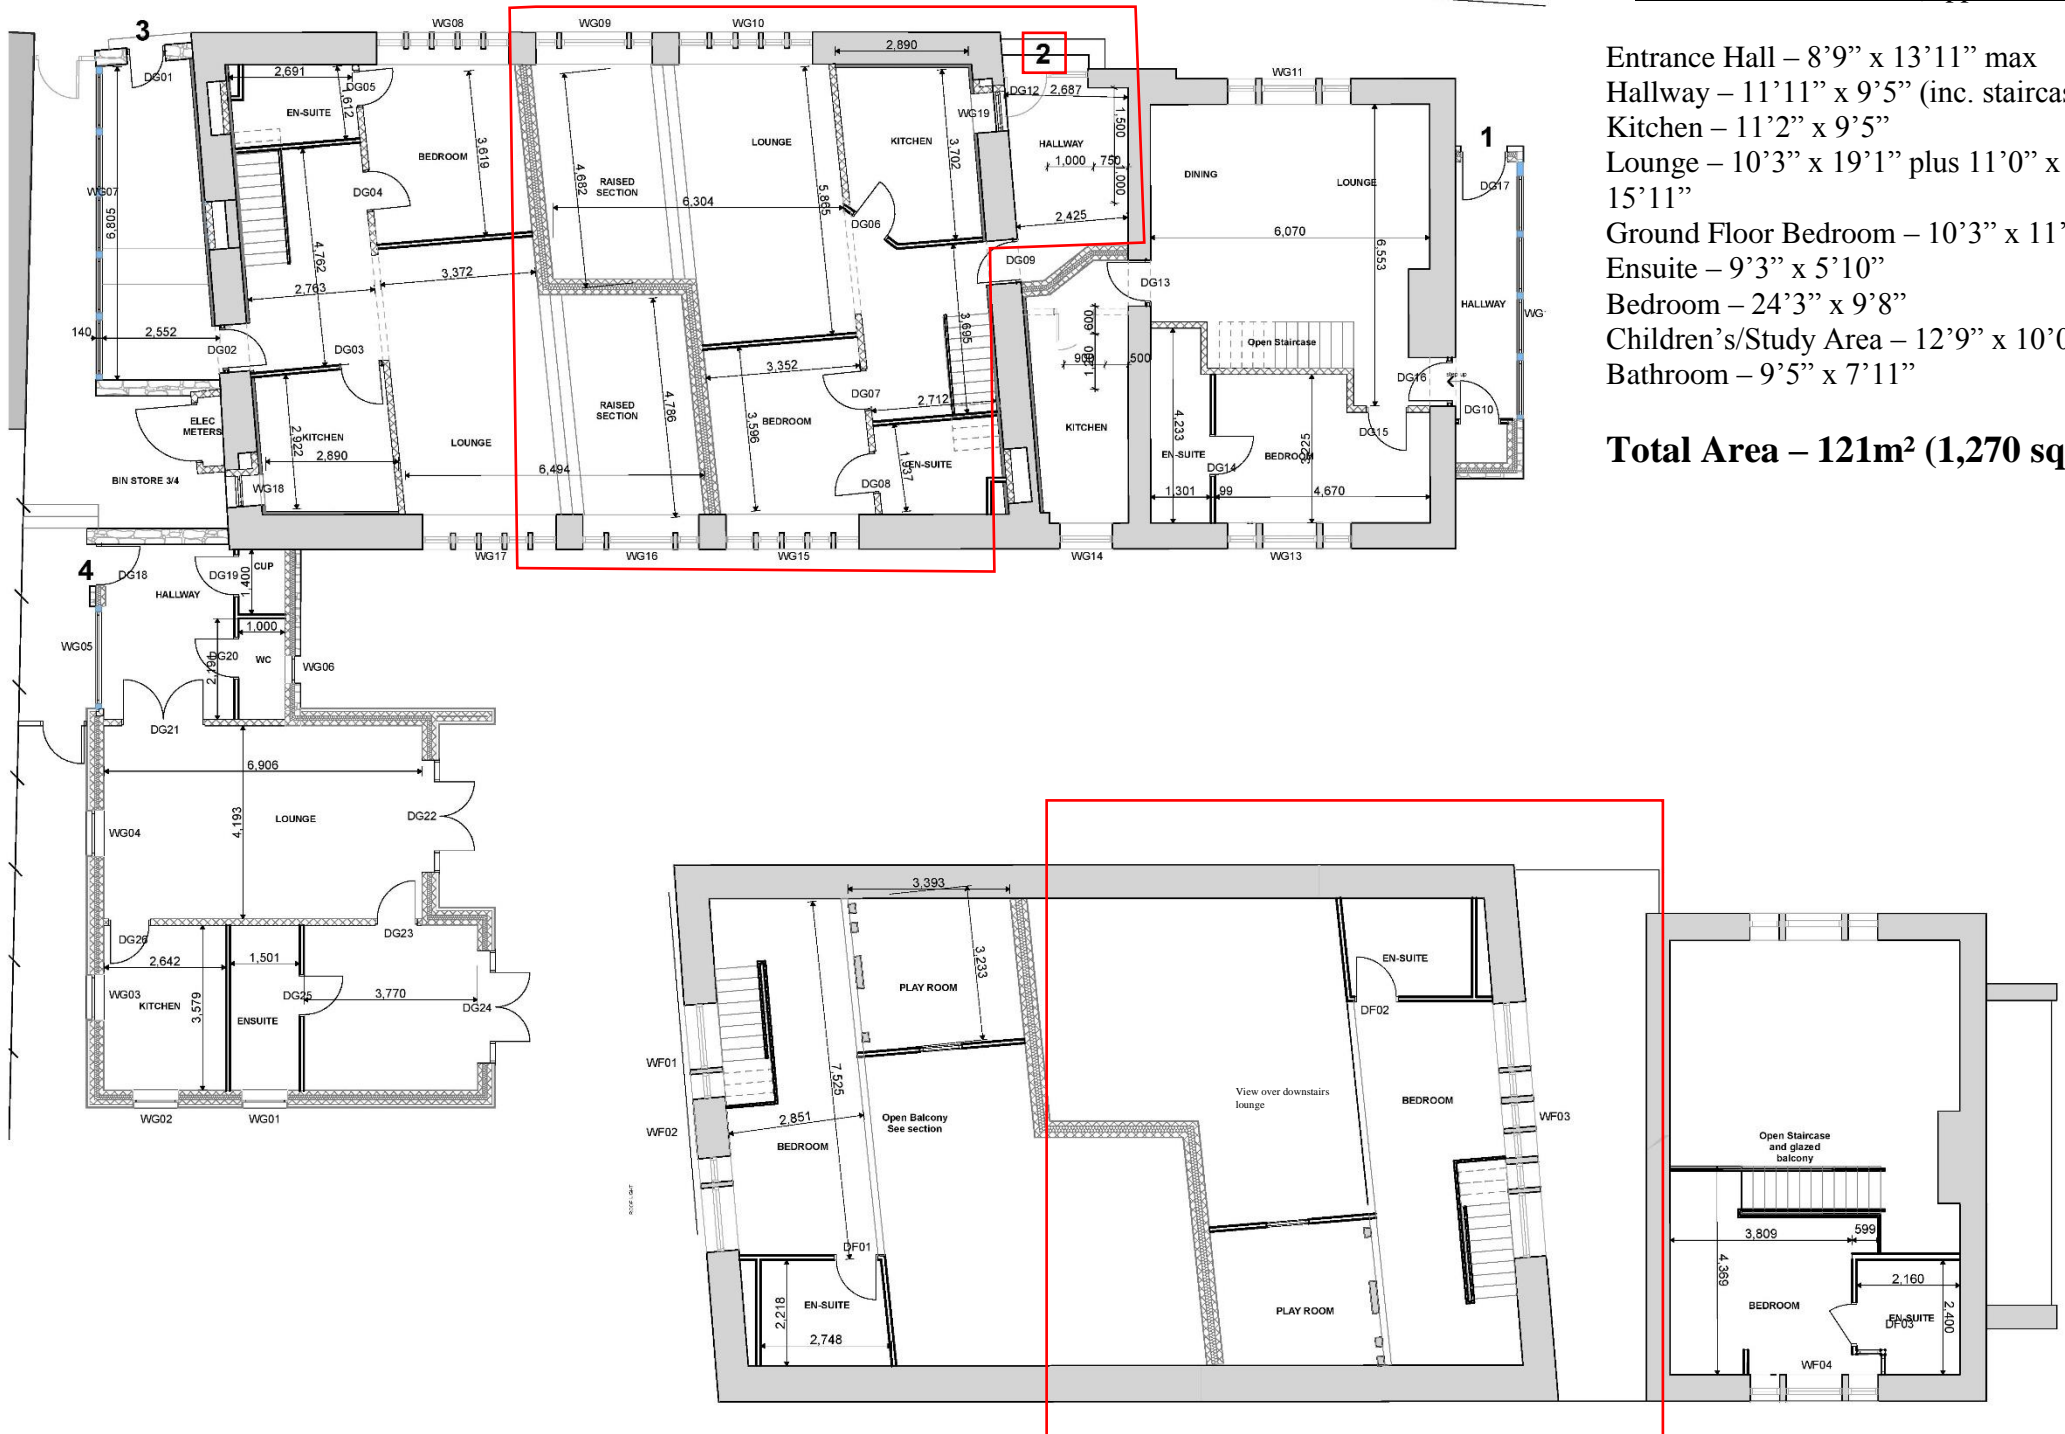 3
WG08
WG09
WG10
2
DG01
2,691
DG05
1,612
EN-SUITE
BEDROOM
3,619
DG04
WG07
6,805
4,762
2,763
3,372
140
2,552
DG02
DG03
ELEC
METERS
BIN STORE 3/4
WG18
KITCHEN
2,922
2,890
LOUNGE
6,494
RAISED
SECTION
4,682
6,304
LOUNGE
5,865
2,890
KITCHEN
3,702
DG06
WG19
DG12
2,687
1,500
HALLWAY
1,000
750
1,000
2,425
DG09
3,695
3,352
DG07
2,712
BEDROOM
3,596
DG08
EN-SUITE
1,937
RAISED
SECTION
4,786
WG17
WG16
WG15
WG14
WG13
WG11
DINING
LOUNGE
6,070
6,553
DG13
600
900
500
1,200
KITCHEN
Open Staircase
4,233
EN-SUITE
DG14
BEDROOM
3,225
1,301
99
4,670
DG15
DG16
step up
DG10
1
DG17
HALLWAY
WG
Entrance Hall – 8’9” x 13’11” max
Hallway – 11’11” x 9’5” (inc. stairca
Kitchen – 11’2” x 9’5”
Lounge – 10’3” x 19’1” plus 11’0” x
15’11”
Ground Floor Bedroom – 10’3” x 11’
Ensuite – 9’3” x 5’10”
Bedroom – 24’3” x 9’8”
Children’s/Study Area – 12’9” x 10’0
Bathroom – 9’5” x 7’11”
Total Area – 121m² (1,270 sq
4
DG18
DG19
CUP
1,400
HALLWAY
1,000
WG05
DG20
2,191
WC
WG06
DG21
6,906
WG04
4,193
LOUNGE
DG22
DG26
DG23
2,642
1,501
WG03
KITCHEN
3,579
ENSUITE
DG25
3,770
DG24
WG02
WG01
3,393
3,233
PLAY ROOM
WF01
7,525
WF02
2,851
BEDROOM
Open Balcony
See section
ROOF LIGHT
DF01
2,218
EN-SUITE
2,748
EN-SUITE
DF02
View over downstairs
lounge
BEDROOM
WF03
PLAY ROOM
Open Staircase
and glazed
balcony
3,809
599
4,369
2,160
BEDROOM
EN-SUITE
DF03
2,400
WF04